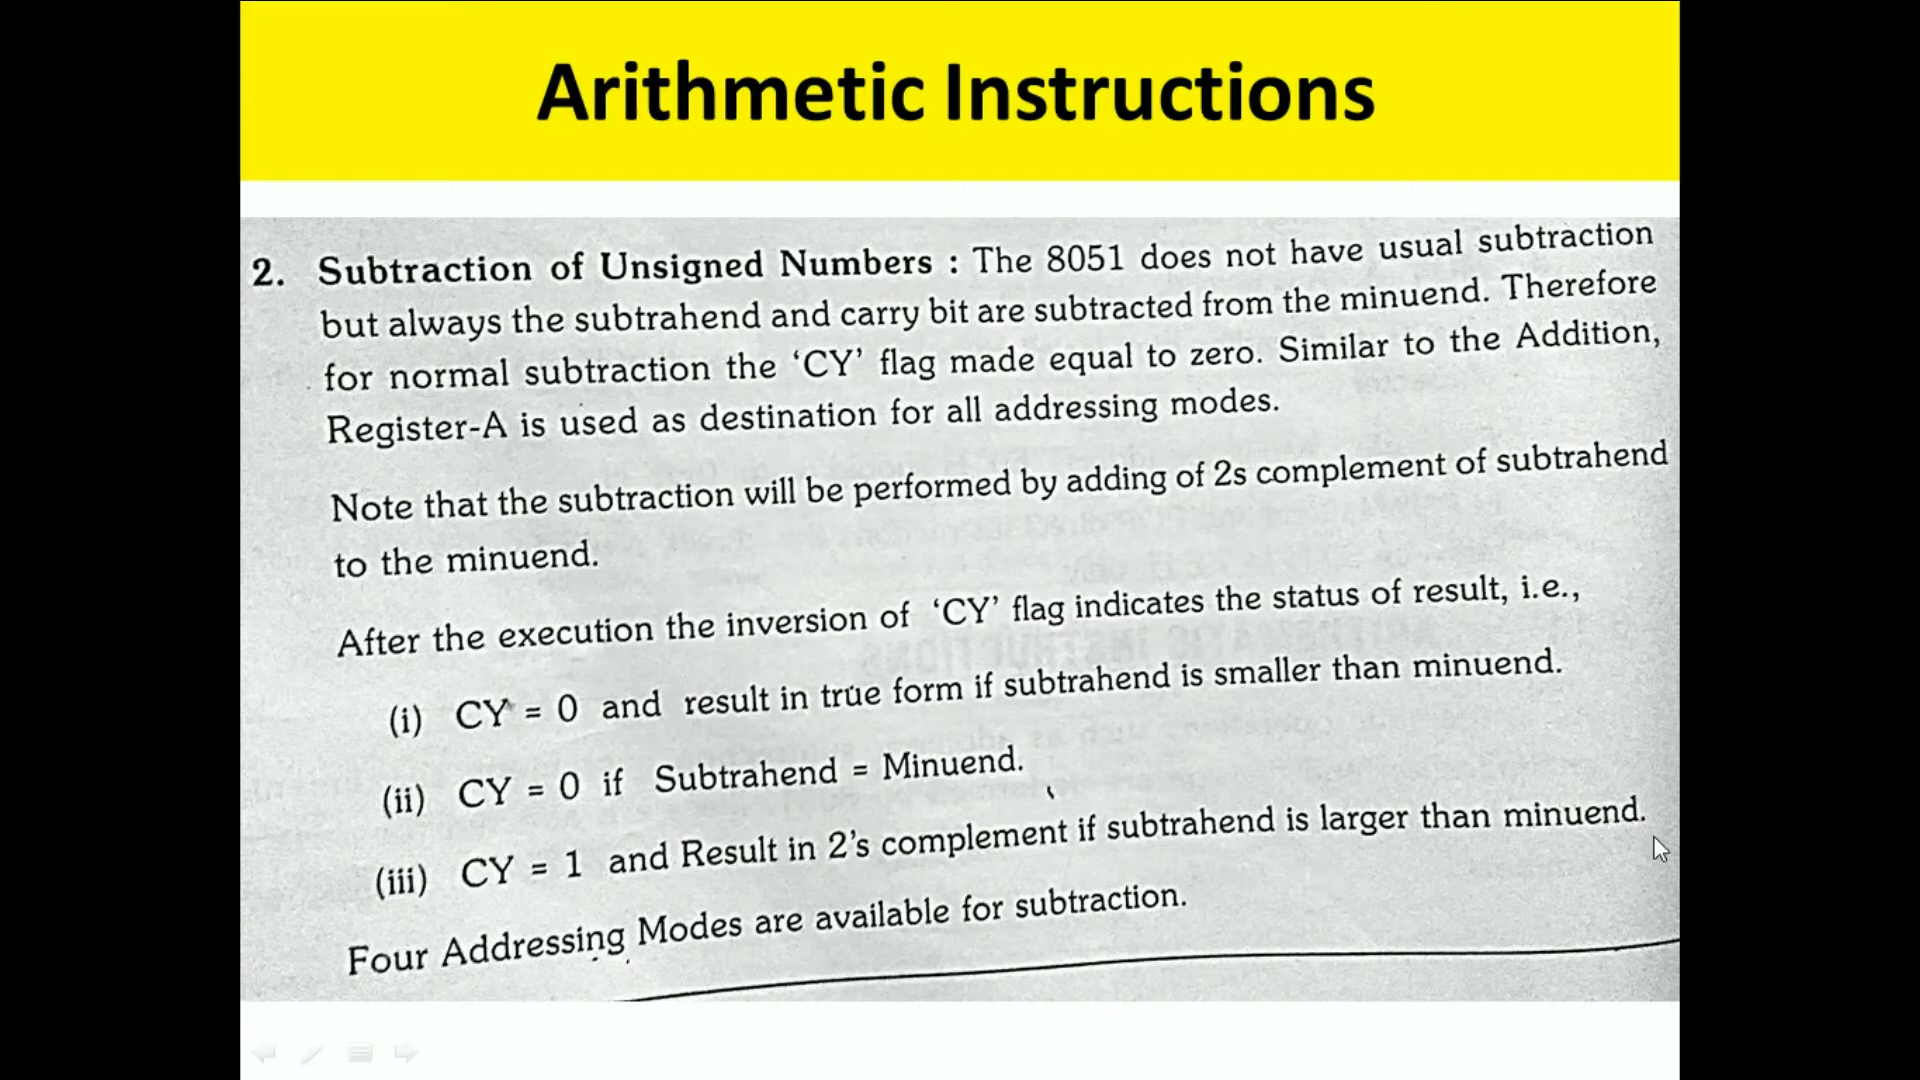 Arithmetic Instructions
2. Subtraction of Unsigned Numbers : The 8051 does not have usual subtraction
but always the subtrahend and carry bit are subtracted from the minuend. Therefore
for normal subtraction the ‘CY’ flag made equal to zero. Similar to the Addition,
Register-A is used as destination for all addressing modes.
Note that the subtraction will be performed by adding of 2s complement of subtrahend
to the minuend.
After the execution the inversion of ‘CY’ flag indicates the status of result, i.e.,
(i) CY = 0 and result in true form if subtrahend is smaller than minuend.
(ii) CY = 0 if Subtrahend = Minuend.
(iii) CY = 1 and Result in 2’s complement if subtrahend is larger than minuend.
Four Addressing Modes are available for subtraction.